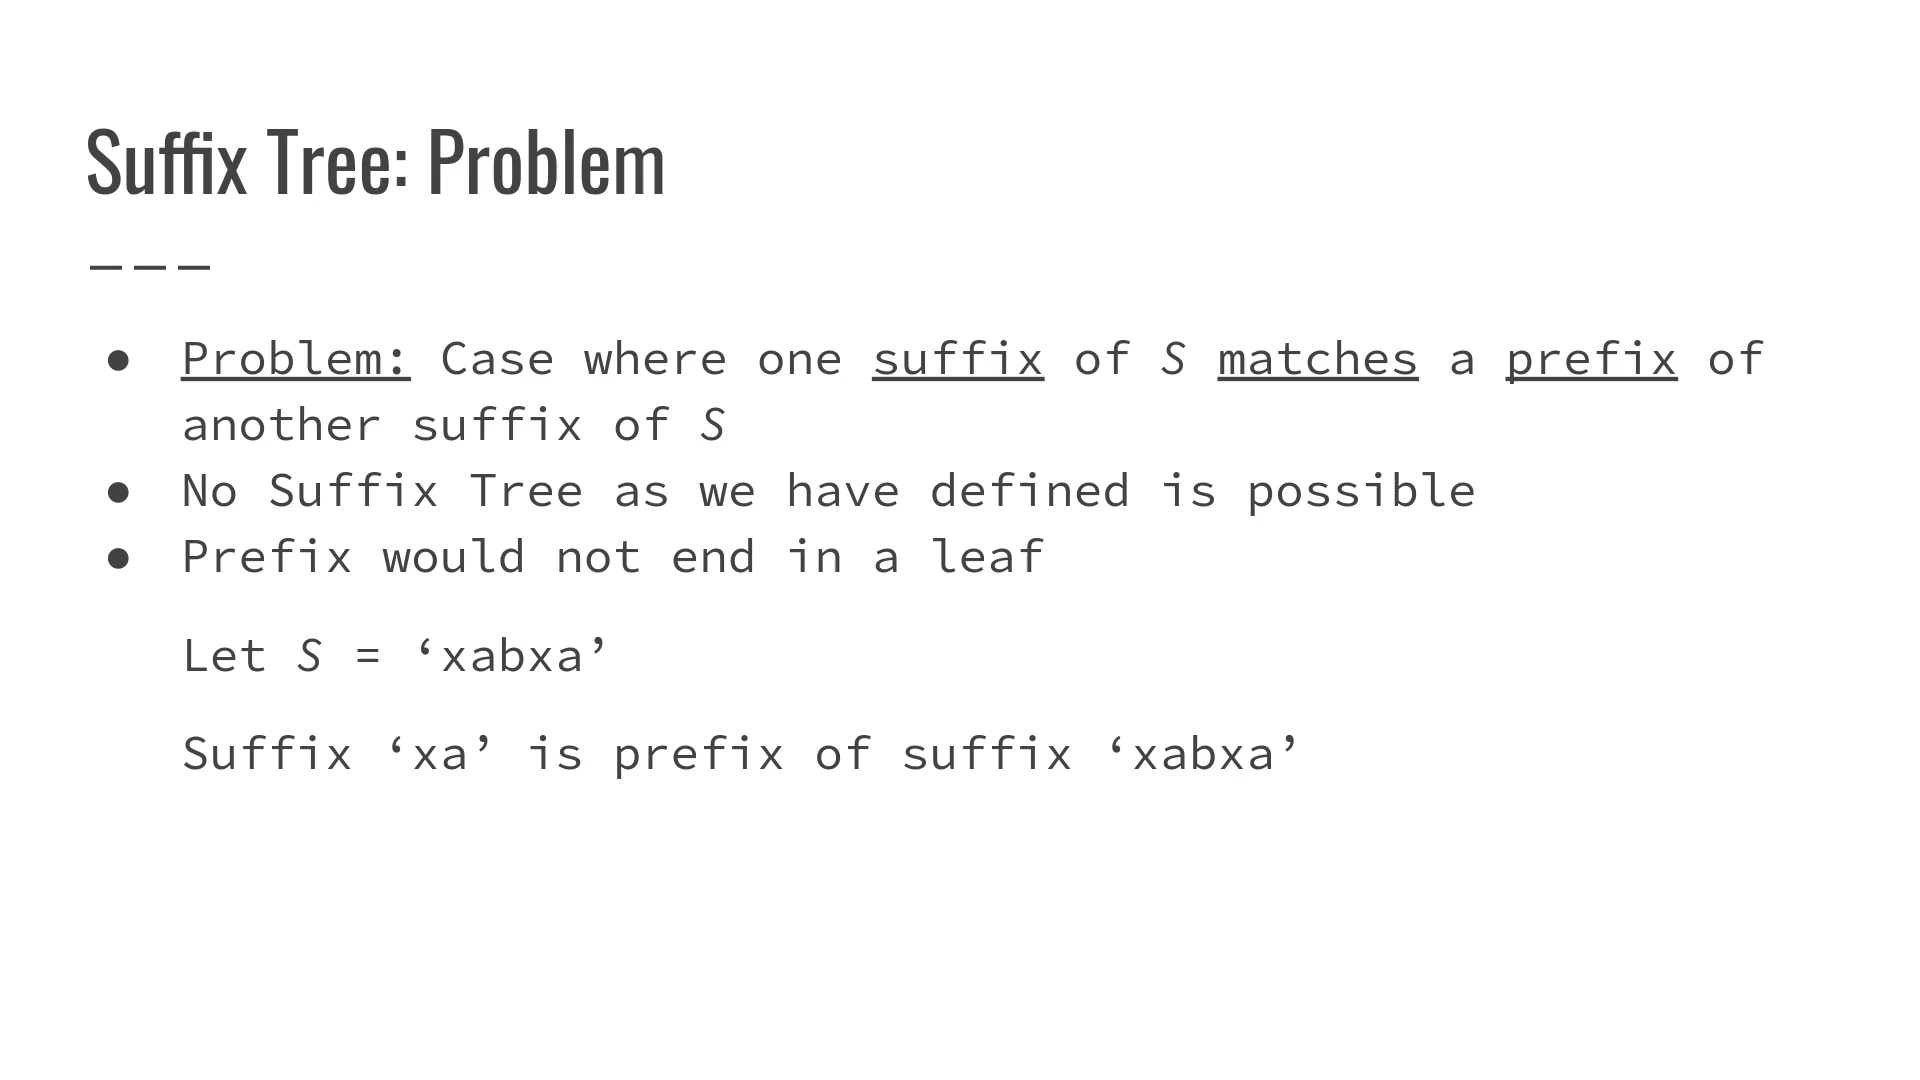 Suffix Tree: Problem
● Problem: Case where one suffix of S matches a prefix of
another suffix of S
● No Suffix Tree as we have defined is possible
● Prefix would not end in a leaf
Let S = ‘xabxa’
Suffix ‘xa’ is prefix of suffix ‘xabxa’